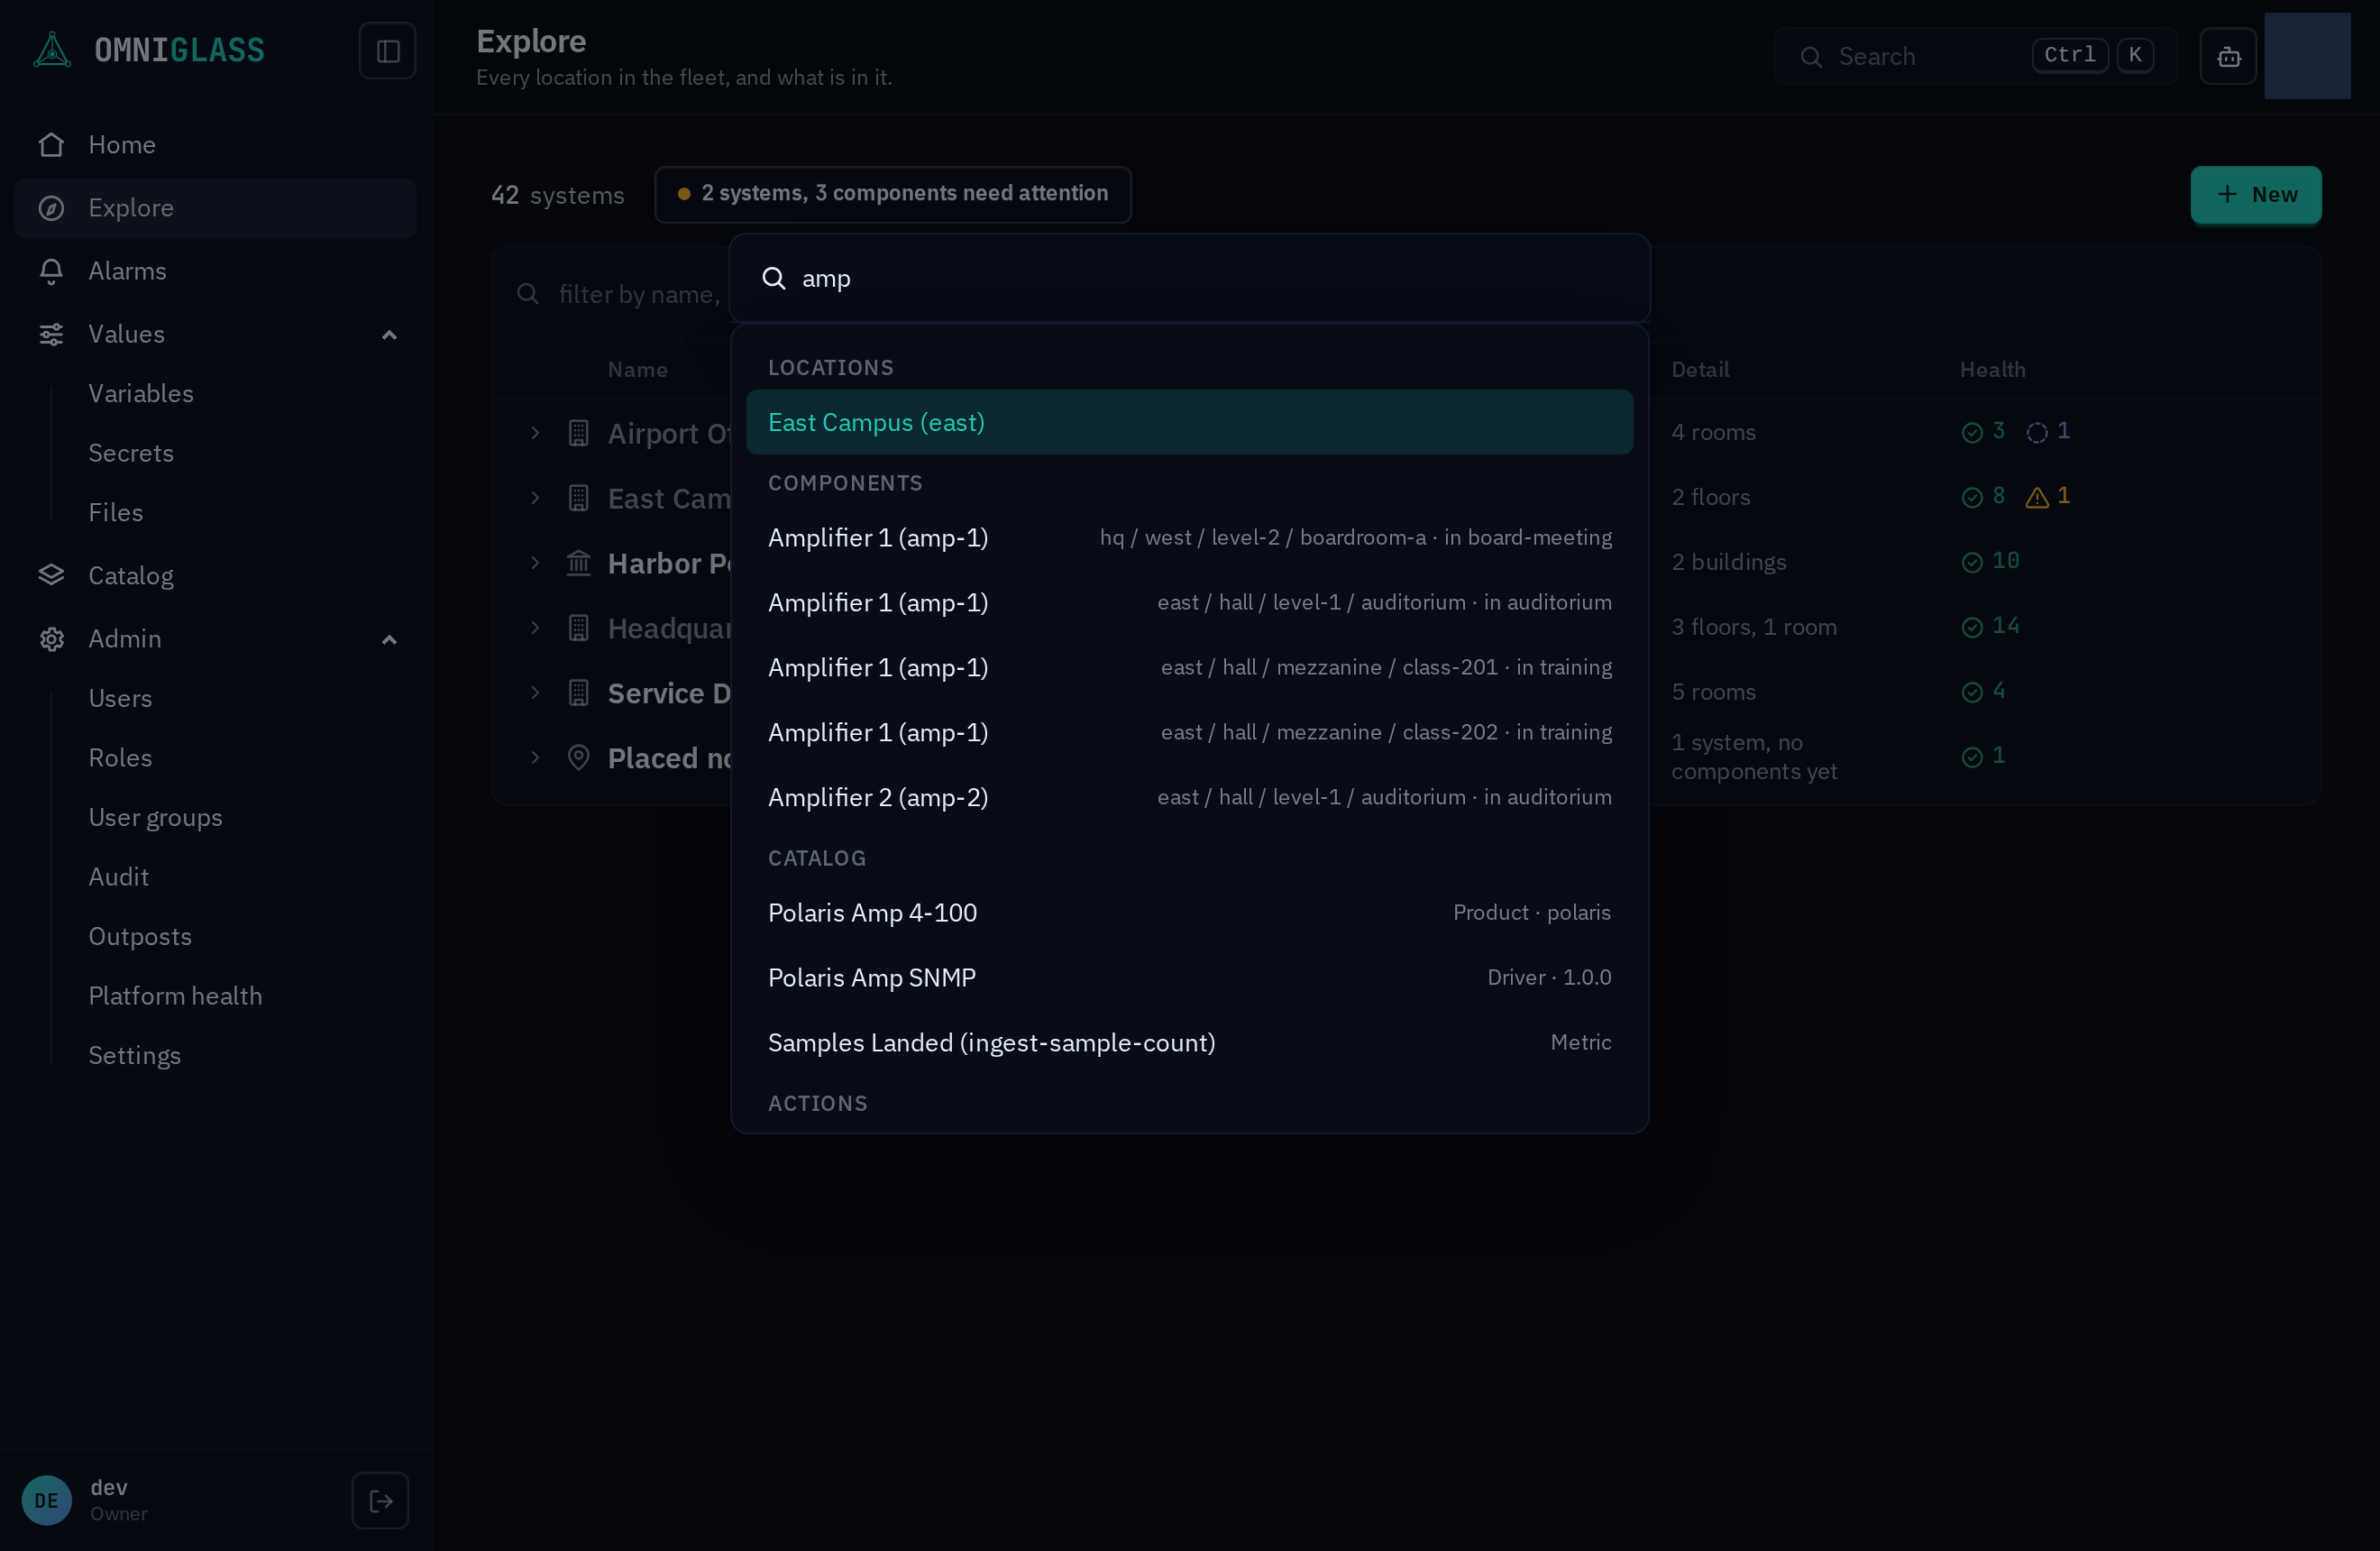 OMNIGLASS
Home
Explore
Alarms
Values
Variables
Secrets
Files
Catalog
Admin
Users
Roles
User groups
Audit
Outposts
Platform health
Settings
DE
dev
Owner
Explore
Every location in the fleet, and what is in it.
Search
Ctrl K
42 systems
2 systems, 3 components need attention
New
filter by name,
Name
Detail
Health
Airport
4 rooms
3 1
East Cam
2 floors
8 1
Harbor
2 buildings
10
Headquar
3 floors, 1 room
14
Service
5 rooms
4
Placed
1 system, no
components yet
1
amp
LOCATIONS
East Campus (east)
COMPONENTS
Amplifier 1 (amp-1) hq / west / level-2 / boardroom-a · in board-meeting
Amplifier 1 (amp-1) east / hall / level-1 / auditorium · in auditorium
Amplifier 1 (amp-1) east / hall / mezzanine / class-201 · in training
Amplifier 1 (amp-1) east / hall / mezzanine / class-202 · in training
Amplifier 2 (amp-2) east / hall / level-1 / auditorium · in auditorium
CATALOG
Polaris Amp 4-100 Product · polaris
Polaris Amp SNMP Driver · 1.0.0
Samples Landed (ingest-sample-count) Metric
ACTIONS